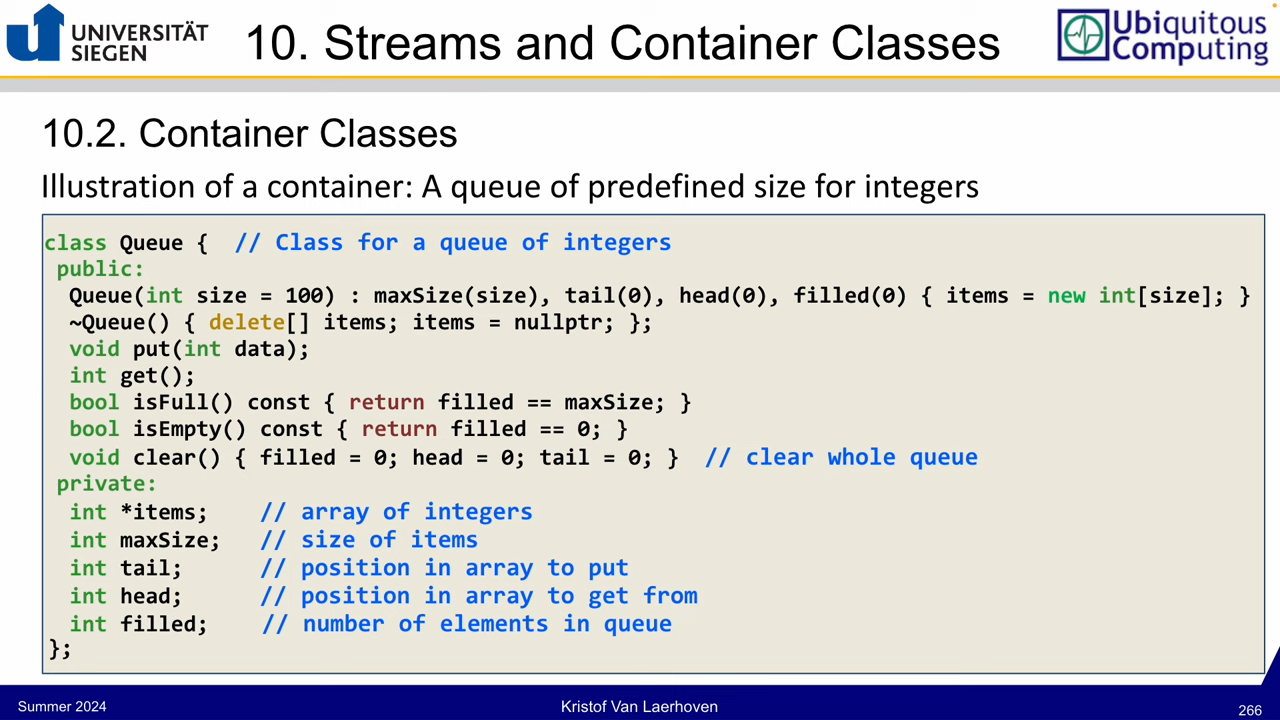 UNIVERSITÄT
SIEGEN
10. Streams and Container Classes
Ubiquitous
Computing
10.2. Container Classes
Illustration of a container: A queue of predefined size for integers
class Queue {  // Class for a queue of integers
 public:
  Queue(int size = 100) : maxSize(size), tail(0), head(0), filled(0) { items = new int[size]; }
  ~Queue() { delete[] items; items = nullptr; };
  void put(int data);
  int get();
  bool isFull() const { return filled == maxSize; }
  bool isEmpty() const { return filled == 0; }
  void clear() { filled = 0; head = 0; tail = 0; }  // clear whole queue
 private:
  int *items;    // array of integers
  int maxSize;   // size of items
  int tail;      // position in array to put
  int head;      // position in array to get from
  int filled;    // number of elements in queue
};
Summer 2024
Kristof Van Laerhoven
266